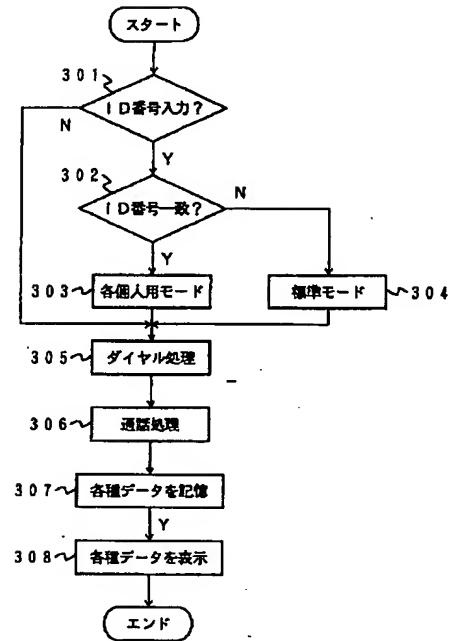 スタート
301
ID番号入力?
N
Y
302
ID番号一致?
N
Y
303
各個人用モード
標準モード
304
305
ダイヤル処理
306
通話処理
307
各種データを記憶
Y
308
各種データを表示
エンド